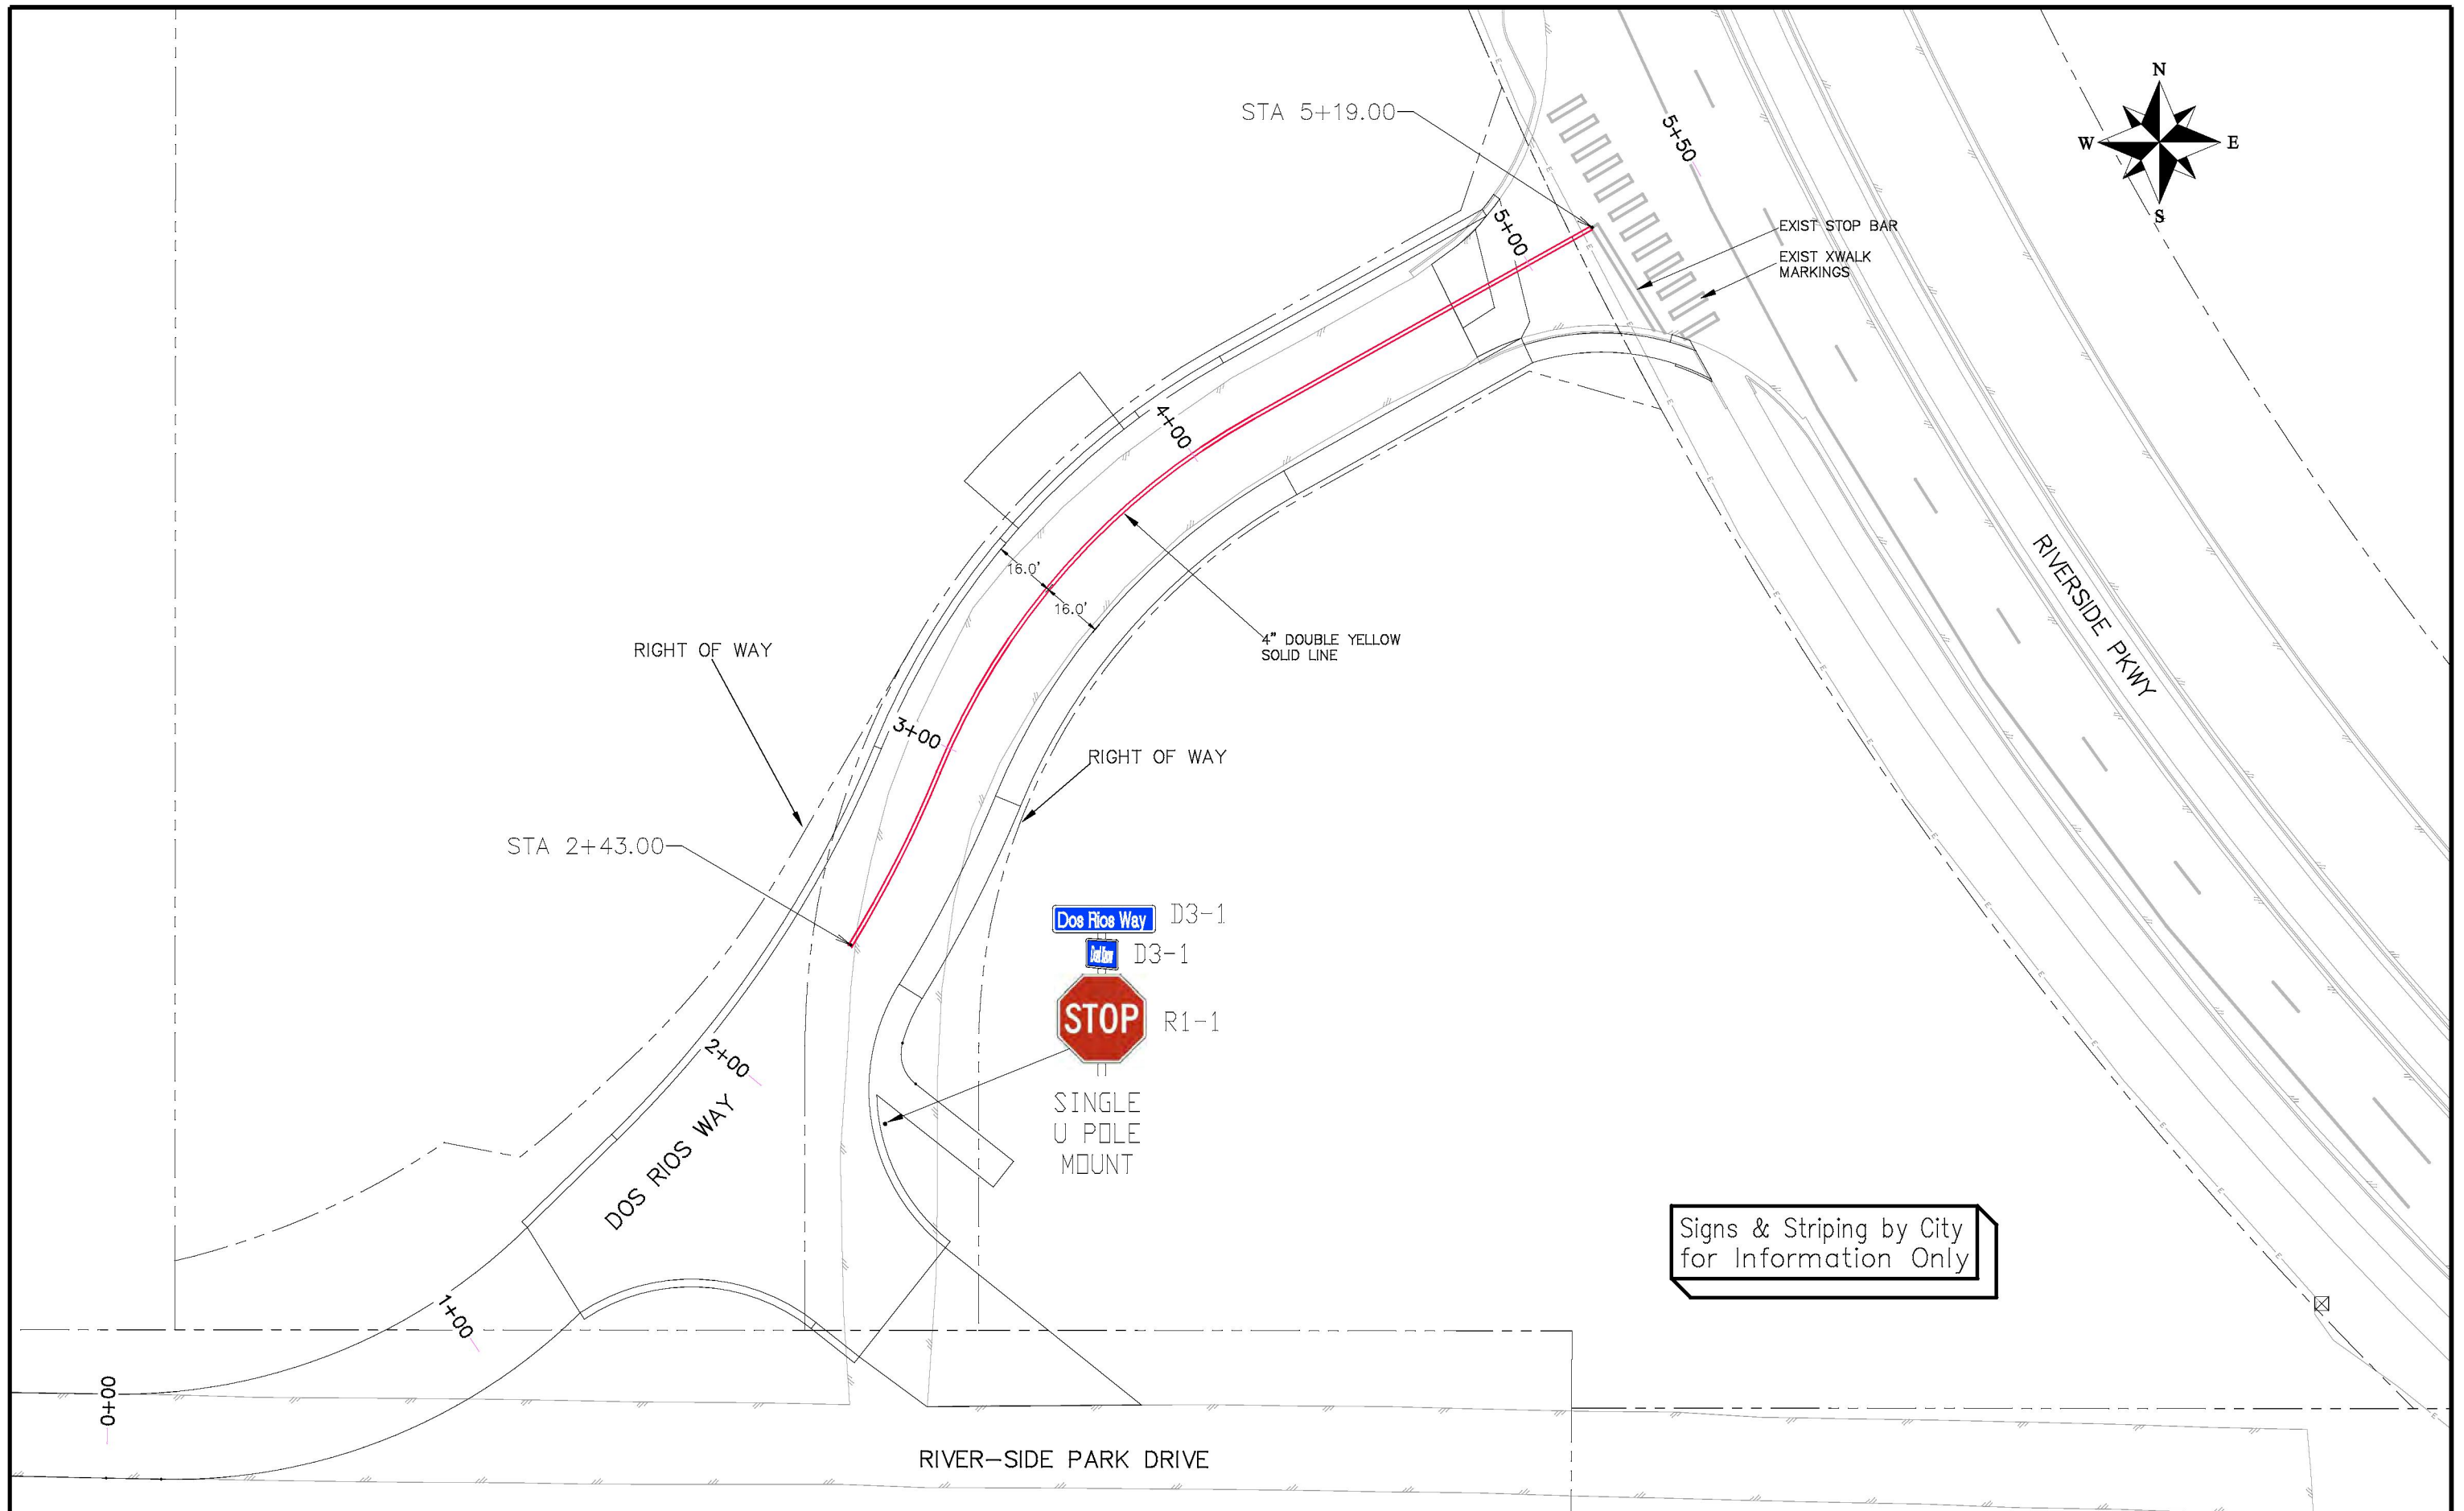 N
W E
S
STA 5+19.00
5+50
5+00
EXIST STOP BAR
EXIST XWALK
MARKINGS
4+00
16.0'
16.0'
4" DOUBLE YELLOW
SOLID LINE
RIVERSIDE PKWY
RIGHT OF WAY
3+00
RIGHT OF WAY
STA 2+43.00
Dos Rios Way D3-1
D3-1
STOP R1-1
SINGLE
U POLE
MOUNT
2+00
DOS RIOS WAY
Signs & Striping by City
for Information Only
1+00
0+00
RIVER-SIDE PARK DRIVE